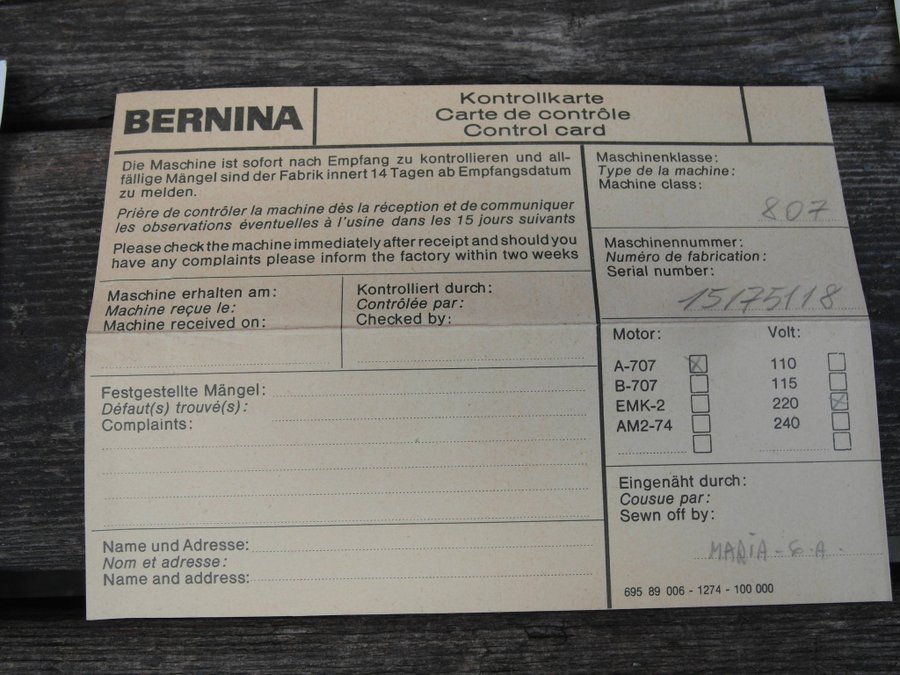 BERNINA
Kontrollkarte
Carte de contrôle
Control card
Die Maschine ist sofort nach Empfang zu kontrollieren und all-
fällige Mängel sind der Fabrik innert 14 Tagen ab Empfangsdatum
zu melden.
Prière de contrôler la machine dès la réception et de communiquer
les observations éventuelles à l'usine dans les 15 jours suivants
Please check the machine immediately after receipt and should you
have any complaints please inform the factory within two weeks
Maschine erhalten am:
Machine reçue le:
Machine received on:
Kontrolliert durch:
Contrôlée par:
Checked by:
Festgestellte Mängel:
Défaut(s) trouvé(s):
Complaints:
Name und Adresse:
Nom et adresse:
Name and address:
Maschinenklasse:
Type de la machine:
Machine class:
807
Maschinennummer:
Numéro de fabrication:
Serial number:
15175118
Motor: Volt:
A-707 110
B-707 115
EMK-2 220
AM2-74 240
Eingenäht durch:
Cousue par:
Sewn off by:
MARIA-G.A.
695 89 006 - 1274 - 100 000